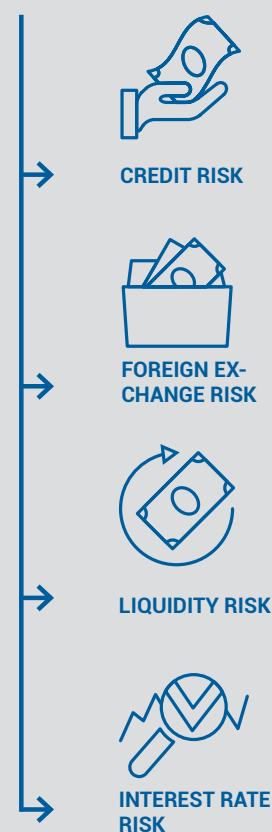 CREDIT RISK
FOREIGN EX-
CHANGE RISK
LIQUIDITY RISK
INTEREST RATE
RISK